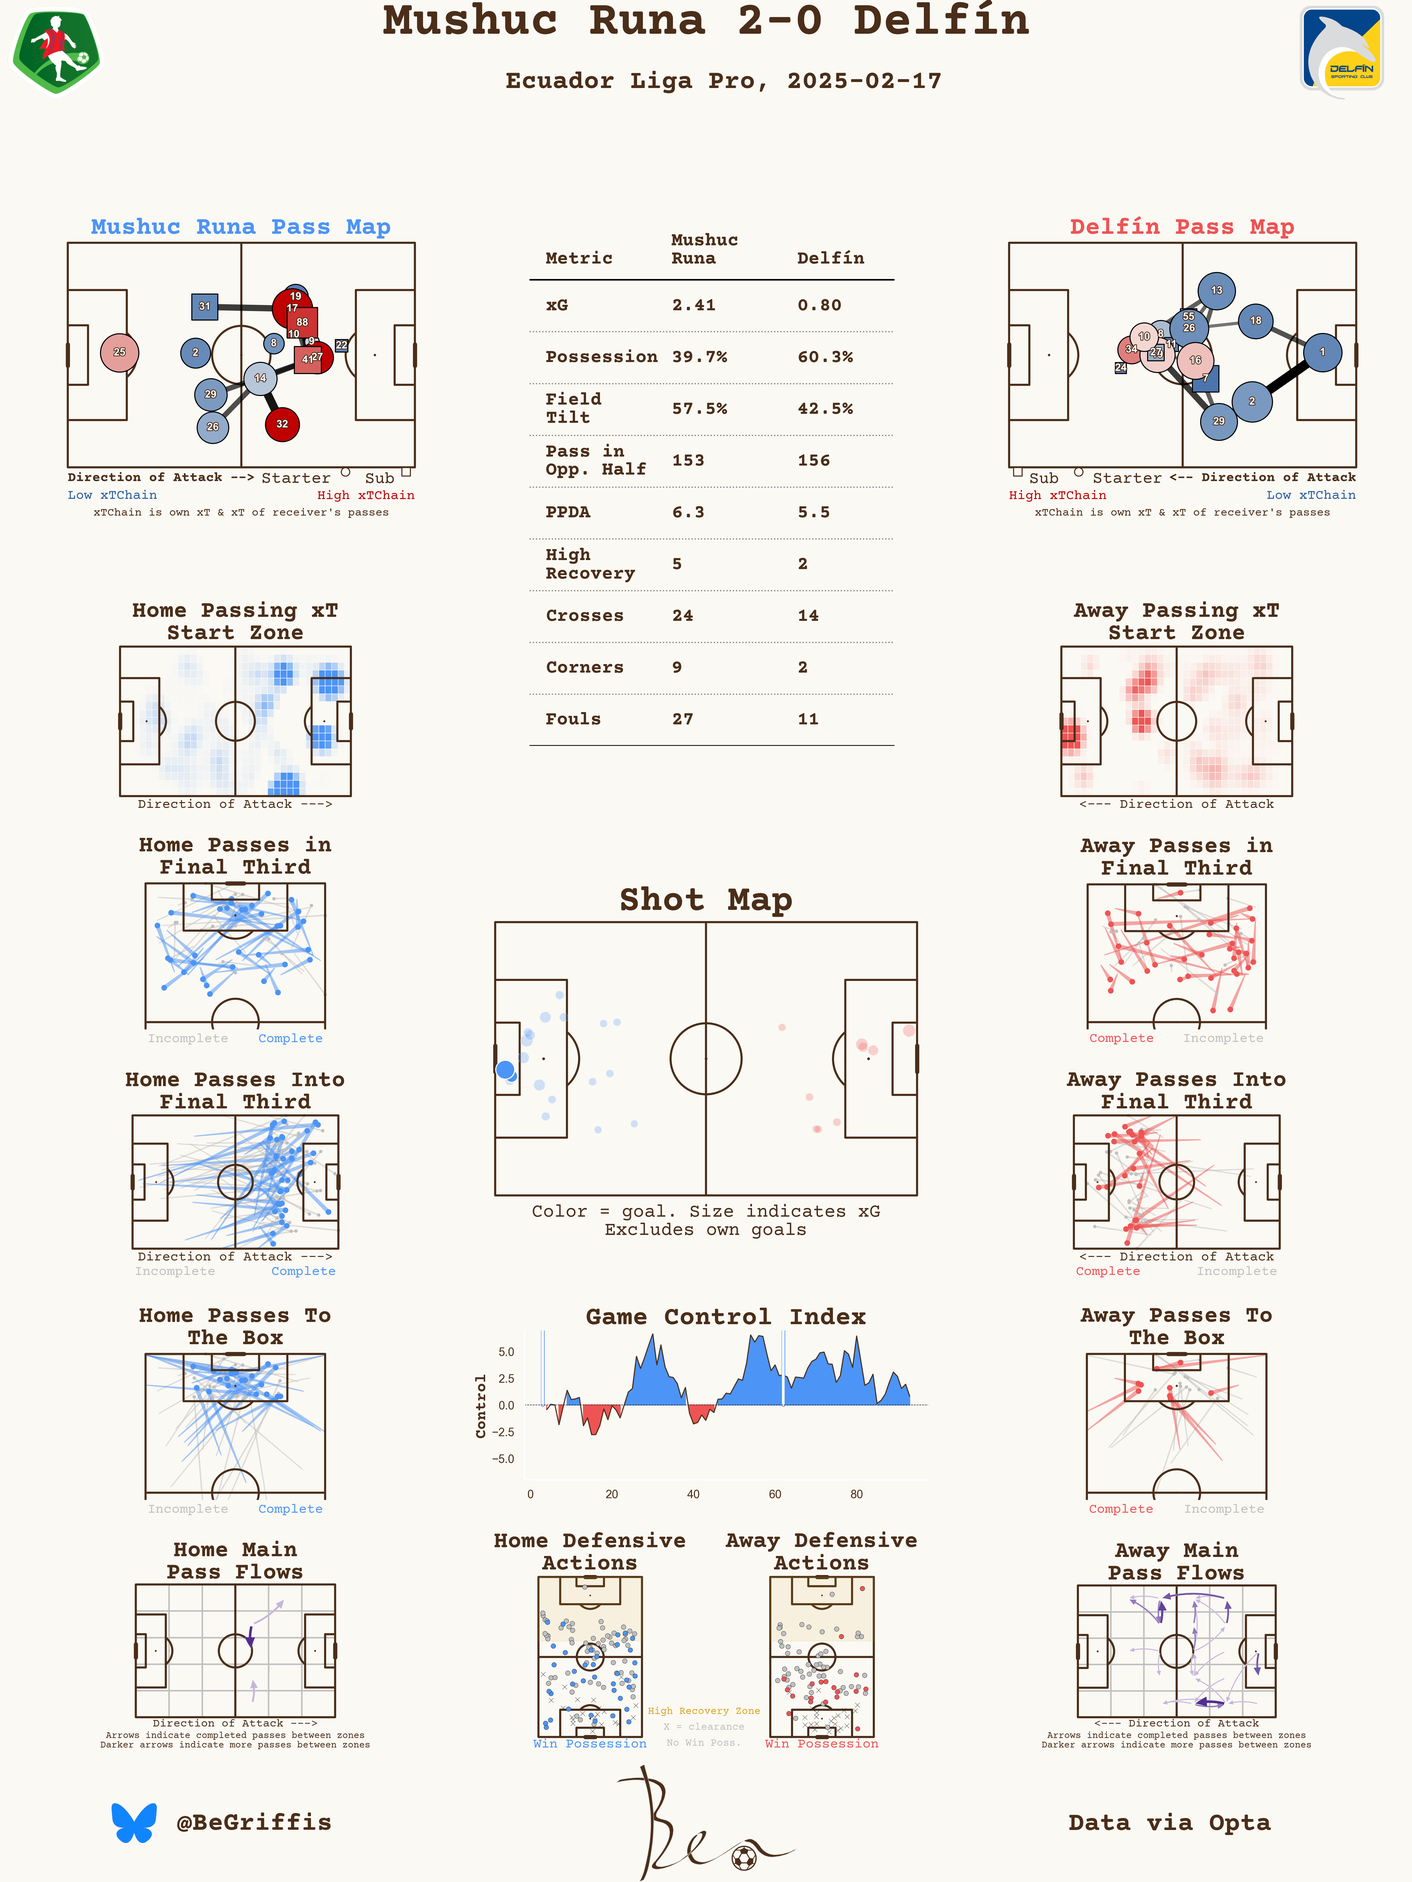 Mushuc Runa 2-0 Delfín
Ecuador Liga Pro, 2025-02-17
DELFÍN
SPORTING CLUB
Mushuc Runa Pass Map
31
19
17
88
10
9
22
25
2
8
41
27
14
29
26
32
Direction of Attack --> Starter Sub
Low xTChain High xTChain
xTChain is own xT & xT of receiver's passes
Metric Mushuc Runa Delfín
xG 2.41 0.80
Possession 39.7% 60.3%
Field Tilt 57.5% 42.5%
Pass in Opp. Half 153 156
PPDA 6.3 5.5
High Recovery 5 2
Crosses 24 14
Corners 9 2
Fouls 27 11
Delfín Pass Map
13
55
26
18
10
8
34
27
1
16
24
7
2
29
Sub Starter <-- Direction of Attack
High xTChain Low xTChain
xTChain is own xT & xT of receiver's passes
Home Passing xT
Start Zone
Direction of Attack --->
Away Passing xT
Start Zone
<--- Direction of Attack
Home Passes in
Final Third
Incomplete Complete
Away Passes in
Final Third
Complete Incomplete
Shot Map
Color = goal. Size indicates xG
Excludes own goals
Home Passes Into
Final Third
Direction of Attack --->
Incomplete Complete
Away Passes Into
Final Third
<--- Direction of Attack
Complete Incomplete
Home Passes To
The Box
Incomplete Complete
Game Control Index
Control
5.0
2.5
0.0
−2.5
−5.0
0 20 40 60 80
Away Passes To
The Box
Complete Incomplete
Home Main
Pass Flows
Direction of Attack --->
Arrows indicate completed passes between zones
Darker arrows indicate more passes between zones
Home Defensive
Actions
Win Possession
High Recovery Zone
X = clearance
No Win Poss.
Away Defensive
Actions
Win Possession
Away Main
Pass Flows
<--- Direction of Attack
Arrows indicate completed passes between zones
Darker arrows indicate more passes between zones
@BeGriffis
Ben
Data via Opta